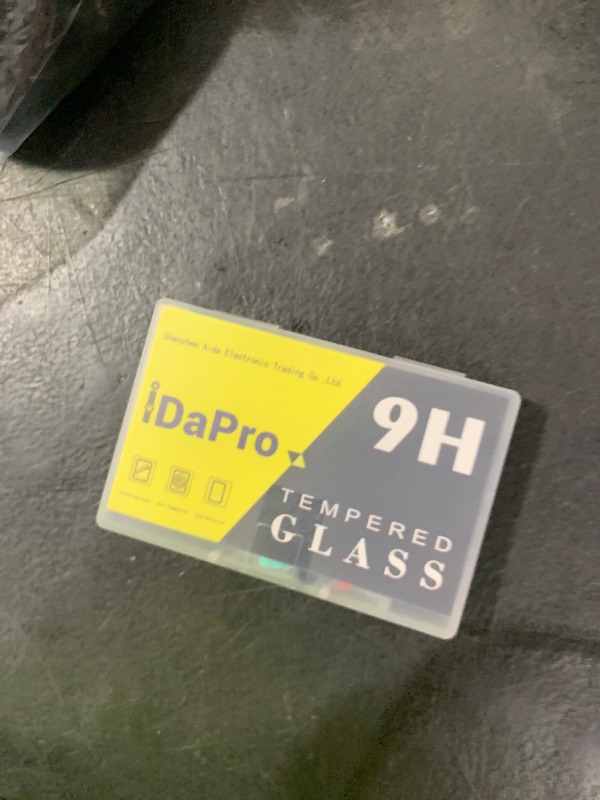 Shenzhen Aida Electronic Trading Co.,Ltd
iDaPro
9H
TEMPERED
GLASS